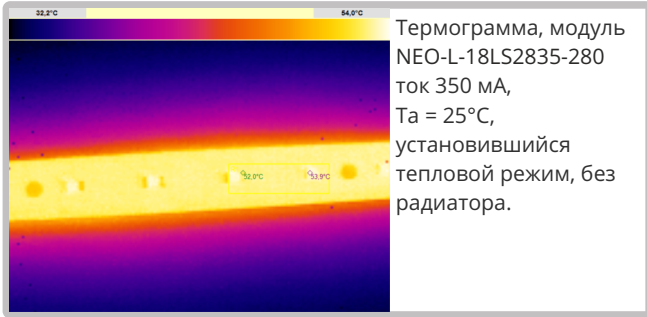 32,2°C
54,0°C
52,0°C
53.9°C
Термограмма, модуль
NEO-L-18LS2835-280
ток 350 мА,
Ta = 25°C,
установившийся
тепловой режим, без
радиатора.